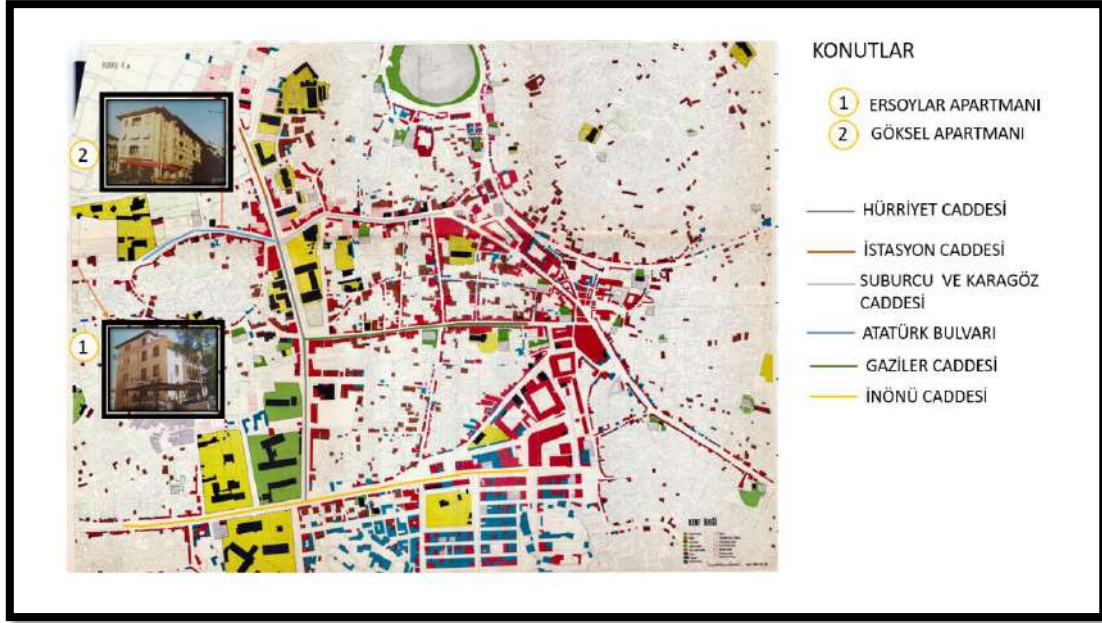 KONUTLAR
1 ERSOYLAR APARTMANI
2 GÖKSEL APARTMANI
HÜRRİYET CADDESİ
İSTASYON CADDESİ
SUBURCU VE KARAGÖZ
CADDESİ
ATATÜRK BULVARI
GAZİLER CADDESİ
İNÖNÜ CADDESİ
2
1